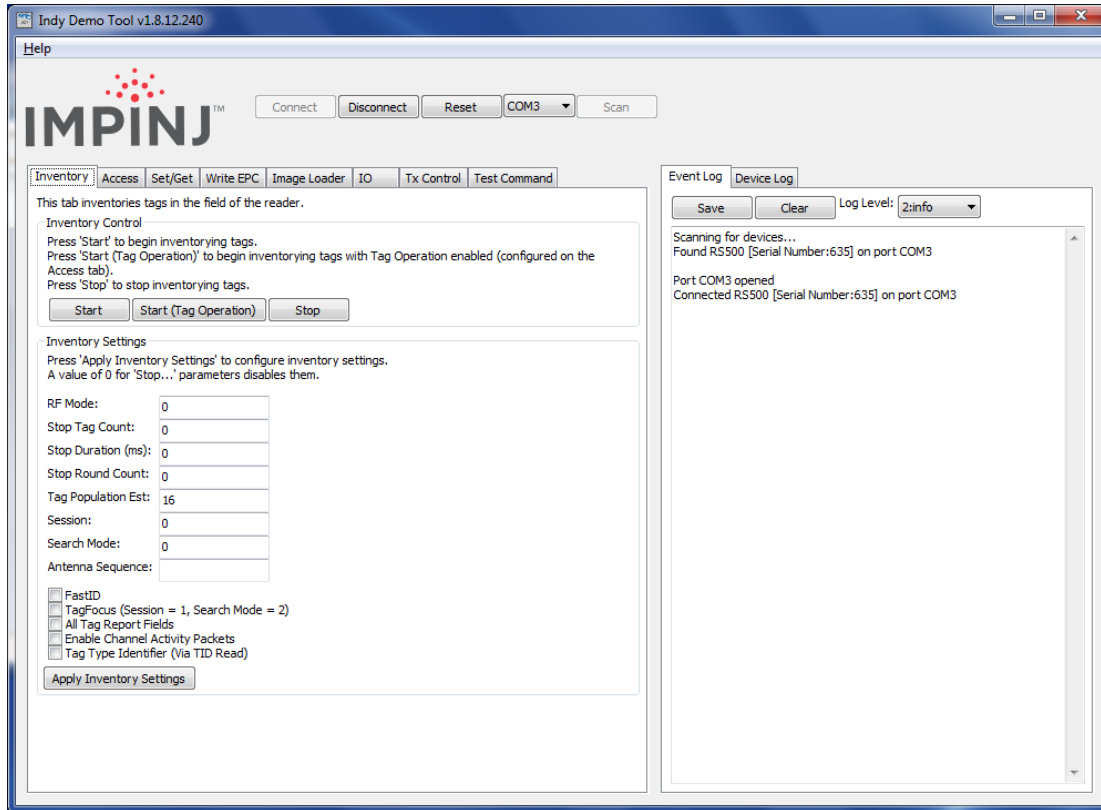 Indy Demo Tool v1.8.12.240
Help
IMPINJ™
Connect Disconnect Reset COM3 Scan
Inventory Access Set/Get Write EPC Image Loader IO Tx Control Test Command
This tab inventories tags in the field of the reader.
Inventory Control
Press 'Start' to begin inventorying tags.
Press 'Start (Tag Operation)' to begin inventorying tags with Tag Operation enabled (configured on the
Access tab).
Press 'Stop' to stop inventorying tags.
Start Start (Tag Operation) Stop
Inventory Settings
Press 'Apply Inventory Settings' to configure inventory settings.
A value of 0 for 'Stop...' parameters disables them.
RF Mode: 0
Stop Tag Count: 0
Stop Duration (ms): 0
Stop Round Count: 0
Tag Population Est: 16
Session: 0
Search Mode: 0
Antenna Sequence:
FastID
TagFocus (Session = 1, Search Mode = 2)
All Tag Report Fields
Enable Channel Activity Packets
Tag Type Identifier (Via TID Read)
Apply Inventory Settings
Event Log Device Log
Save Clear Log Level: 2:info
Scanning for devices...
Found RS500 [Serial Number:635] on port COM3
Port COM3 opened
Connected RS500 [Serial Number:635] on port COM3